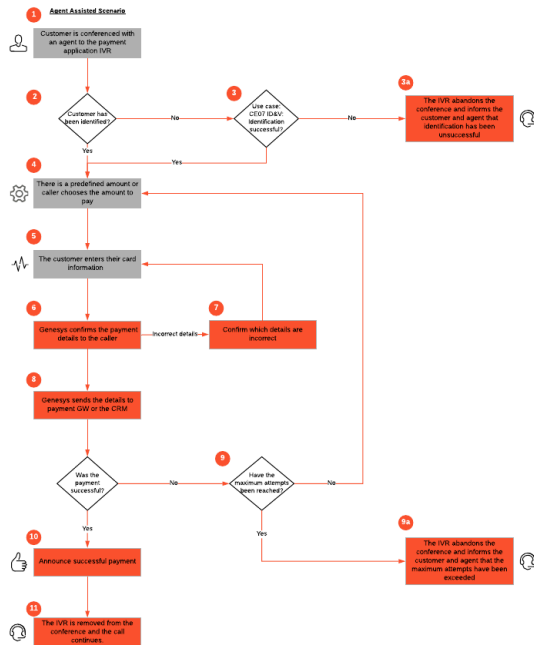 Agent Assisted Scenario
1
Customer is conferenced with
an agent to the payment
application IVR
2
Customer has
been identified?
No
3
Use case:
CE07 ID&V:
Identification
successful?
No
3a
The IVR abandons the
conference and informs the
customer and agent that
identification has been
unsuccessful
Yes
Yes
4
There is a predefined amount or
caller chooses the amount to
pay
5
The customer enters their card
information
6
Genesys confirms the payment
details to the caller
Incorrect details
7
Confirm which details are
incorrect
8
Genesys sends the details to
payment GW or the CRM
Was the
payment
successful?
No
9
Have the
maximum attempts
been reached?
No
Yes
Yes
9a
The IVR abandons the
conference and informs the
customer and agent that the
maximum attempts have been
exceeded
10
Announce successful payment
11
The IVR is removed from the
conference and the call
continues.